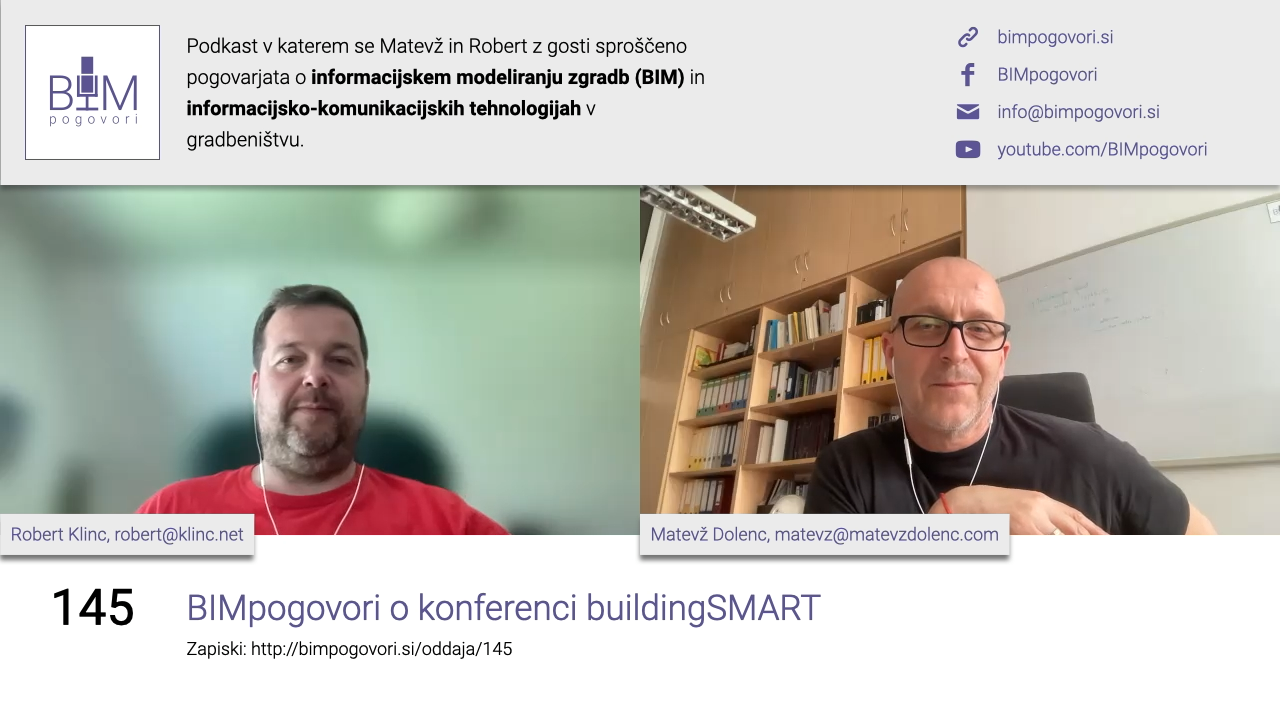 BIM
pogovori
Podkast v katerem se Matevž in Robert z gosti sproščeno
pogovarjata o informacijskem modeliranju zgradb (BIM) in
informacijsko-komunikacijskih tehnologijah v
gradbeništvu.
bimpogovori.si
BIMpogovori
info@bimpogovori.si
youtube.com/BIMpogovori
Robert Klinc, robert@klinc.net
Matevž Dolenc, matevz@matevzdolenc.com
145
BIMpogovori o konferenci buildingSMART
Zapiski: http://bimpogovori.si/oddaja/145